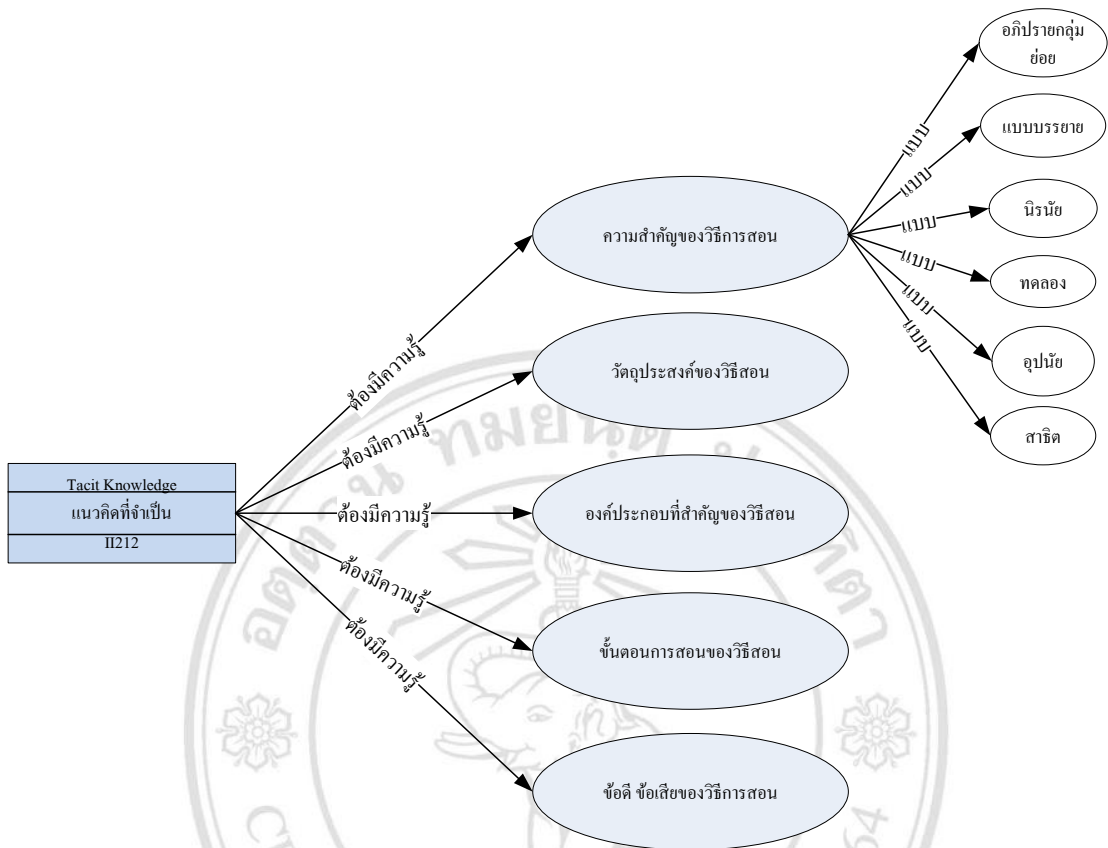 อภิปรายกลุ่ม
ย่อย
แบบบรรยาย
นิรนัย
ทดลอง
อุปนัย
สาธิต
แบบ
แบบ
แบบ
แบบ
แบบ
แบบ
ความสำคัญของวิธีการสอน
วัตถุประสงค์ของวิธีสอน
องค์ประกอบที่สำคัญของวิธีสอน
ขั้นตอนการสอนของวิธีสอน
ข้อดี ข้อเสียของวิธีการสอน
ต้องมีความรู้
ต้องมีความรู้
ต้องมีความรู้
ต้องมีความรู้
ต้องมีความรู้
Tacit Knowledge
แนวคิดที่จำเป็น
II212